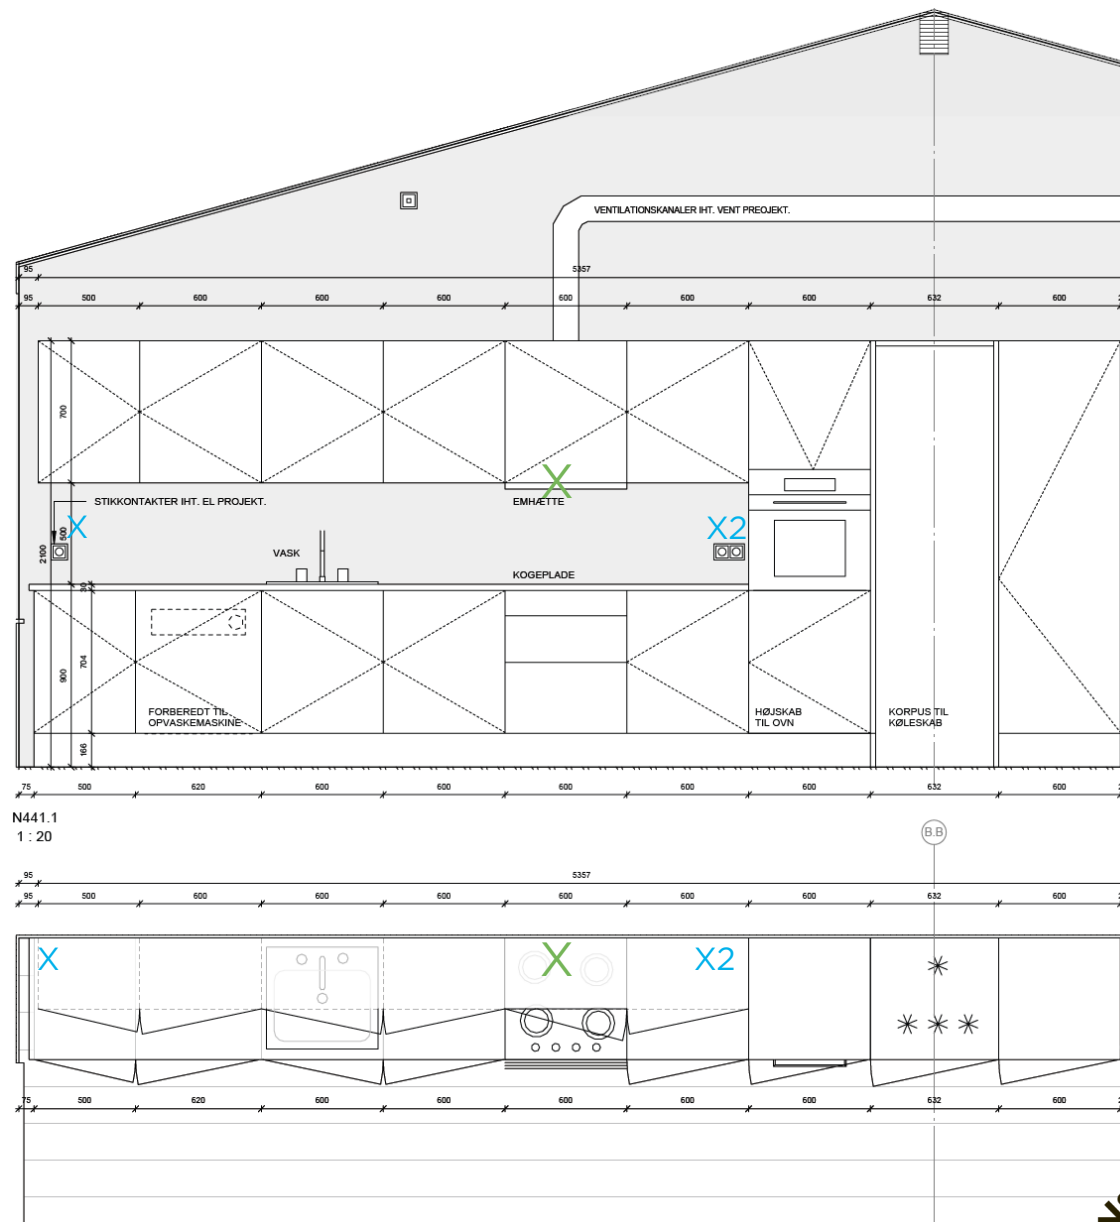 VENTILATIONSKANALER IHT. VENT PREOJEKT.
95 5357
95 500 600 600 600 600 600 600 632 600
700
STIKKONTAKTER IHT. EL PROJEKT.
EMHÆTTE
X
X
X2
500
2100
VASK
KOGEPLADE
30
704
900
FORBEREDT TIL
OPVASKEMASKINE
HØJSKAB
TIL OVN
KORPUS TIL
KØLESKAB
166
75 500 620 600 600 600 600 600 632 600
N441.1
1 : 20
B.B
95 5357
95 500 600 600 600 600 600 600 632 600
X X X2
75 500 620 600 600 600 600 600 632 600